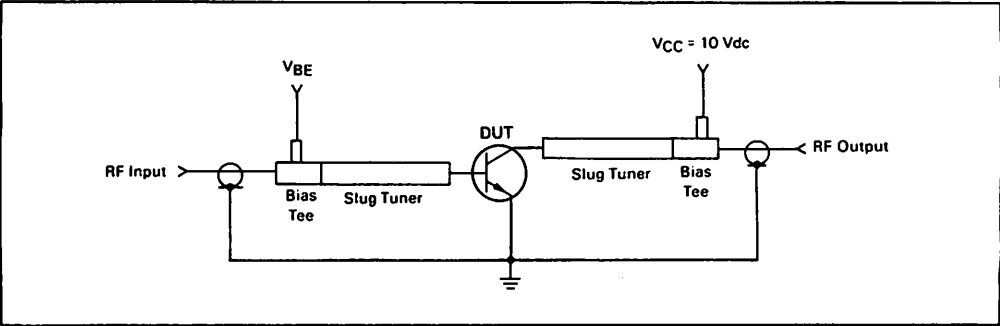 VCC = 10 Vdc
VBE
DUT
RF Input
Bias
Tee
Slug Tuner
Slug Tuner
Bias
Tee
RF Output